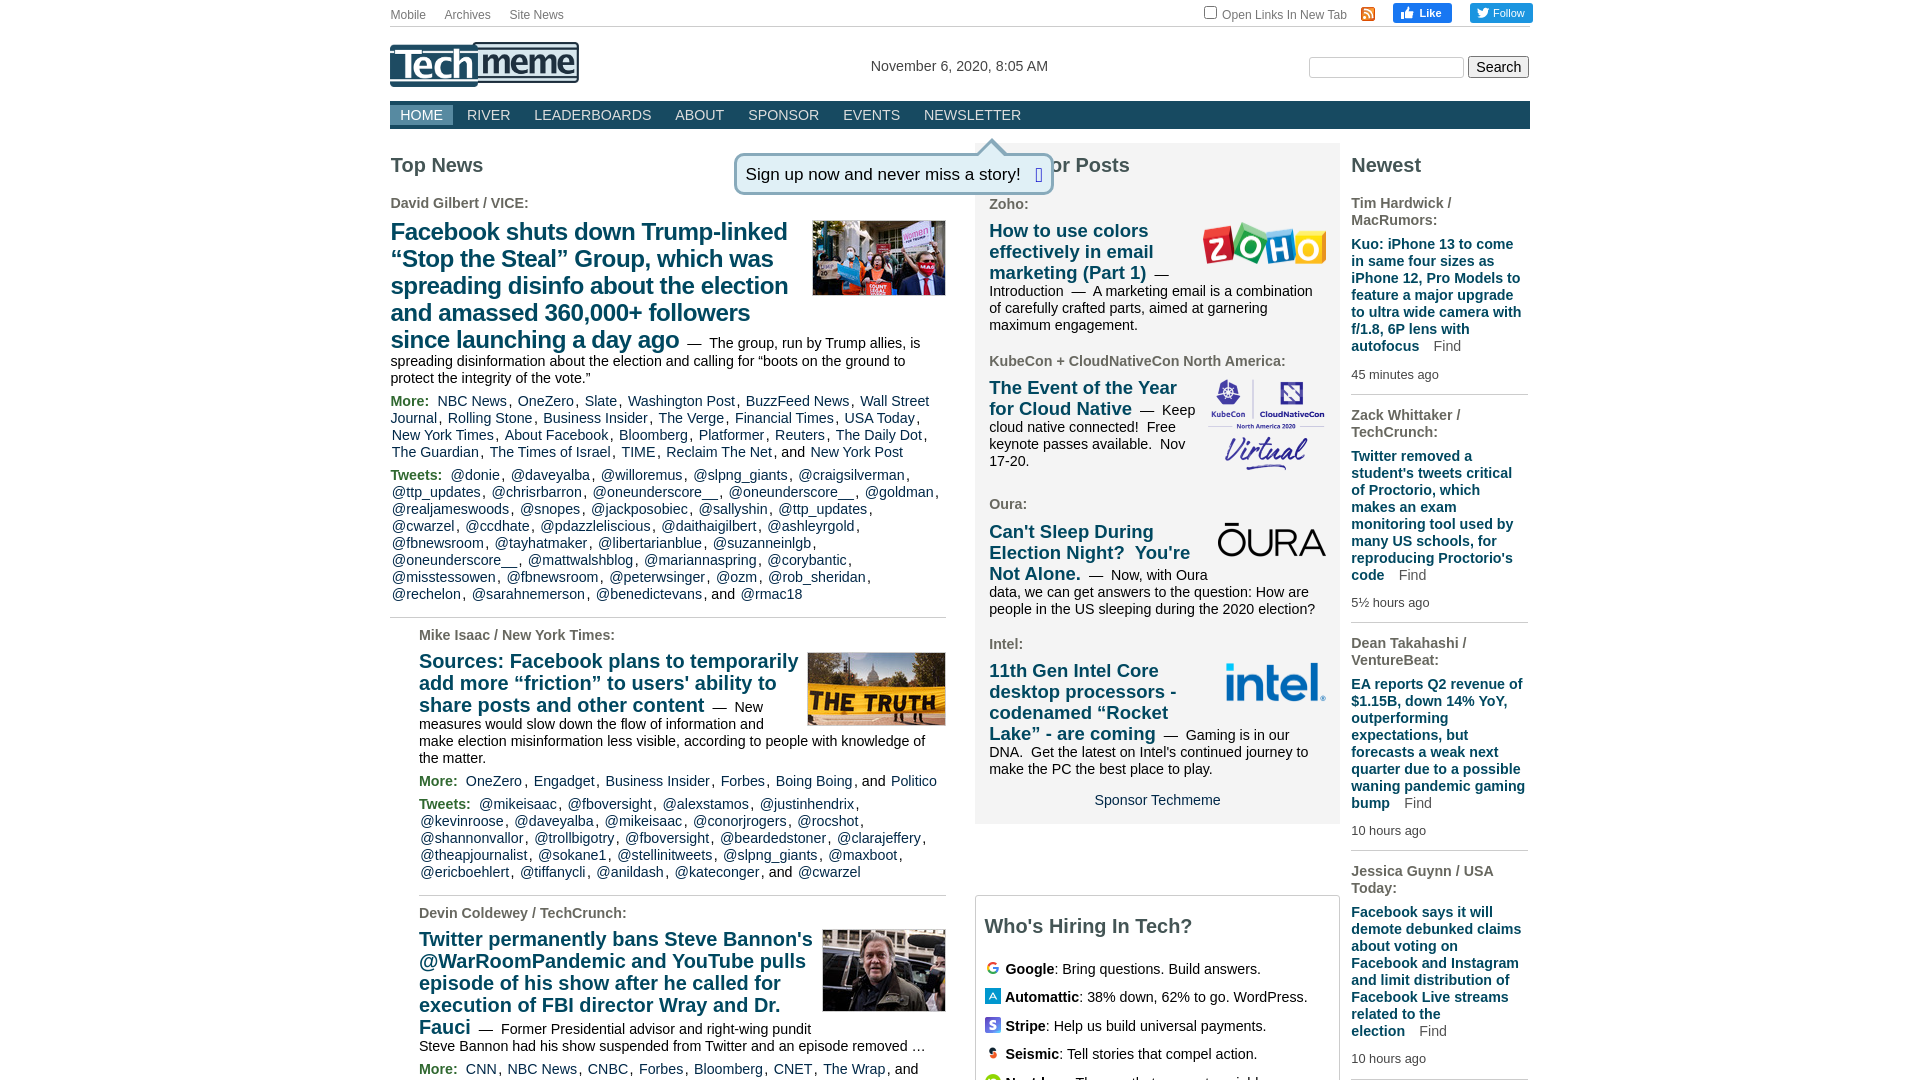 Mobile Archives Site News
Open Links In New Tab Like Follow
Techmeme
November 6, 2020, 8:05 AM
Search
HOME RIVER LEADERBOARDS ABOUT SPONSOR EVENTS NEWSLETTER
Sign up now and never miss a story!
Top News
David Gilbert / VICE:
Facebook shuts down Trump-linked
“Stop the Steal” Group, which was
spreading disinfo about the election
and amassed 360,000+ followers
since launching a day ago — The group, run by Trump allies, is
spreading disinformation about the election and calling for “boots on the ground to
protect the integrity of the vote.”
More: NBC News, OneZero, Slate, Washington Post, BuzzFeed News, Wall Street
Journal, Rolling Stone, Business Insider, The Verge, Financial Times, USA Today,
New York Times, About Facebook, Bloomberg, Platformer, Reuters, The Daily Dot,
The Guardian, The Times of Israel, TIME, Reclaim The Net, and New York Post
Tweets: @donie, @daveyalba, @willoremus, @slpng_giants, @craigsilverman,
@ttp_updates, @chrisrbarron, @oneunderscore__, @oneunderscore__, @goldman,
@realjameswoods, @snopes, @jackposobiec, @sallyshin, @ttp_updates,
@cwarzel, @ccdhate, @pdazzleliscious, @daithaigilbert, @ashleyrgold,
@fbnewsroom, @tayhatmaker, @libertarianblue, @suzanneinlgb,
@oneunderscore__, @mattwalshblog, @mariannaspring, @corybantic,
@misstessowen, @fbnewsroom, @peterwsinger, @ozm, @rob_sheridan,
@rechelon, @sarahnemerson, @benedictevans, and @rmac18
Mike Isaac / New York Times:
Sources: Facebook plans to temporarily
add more “friction” to users' ability to
share posts and other content — New
measures would slow down the flow of information and
make election misinformation less visible, according to people with knowledge of
the matter.
THE TRUTH
More: OneZero, Engadget, Business Insider, Forbes, Boing Boing, and Politico
Tweets: @mikeisaac, @fboversight, @alexstamos, @justinhendrix,
@kevinroose, @daveyalba, @mikeisaac, @conorjrogers, @rocshot,
@shannonvallor, @trollbigotry, @fboversight, @beardedstoner, @clarajeffery,
@theapjournalist, @sokane1, @stellinitweets, @slpng_giants, @maxboot,
@ericboehlert, @tiffanycli, @anildash, @kateconger, and @cwarzel
Devin Coldewey / TechCrunch:
Twitter permanently bans Steve Bannon's
@WarRoomPandemic and YouTube pulls
episode of his show after he called for
execution of FBI director Wray and Dr.
Fauci — Former Presidential advisor and right-wing pundit
Steve Bannon had his show suspended from Twitter and an episode removed …
More: CNN, NBC News, CNBC, Forbes, Bloomberg, CNET, The Wrap, and
or Posts
Zoho:
How to use colors
effectively in email
marketing (Part 1) —
Introduction — A marketing email is a combination
of carefully crafted parts, aimed at garnering
maximum engagement.
ZOHO
KubeCon + CloudNativeCon North America:
The Event of the Year
for Cloud Native — Keep
cloud native connected! Free
keynote passes available. Nov
17-20.
KubeCon CloudNativeCon
North America 2020
Virtual
Oura:
Can't Sleep During
Election Night? You're
Not Alone. — Now, with Oura
data, we can get answers to the question: How are
people in the US sleeping during the 2020 election?
OURA
Intel:
11th Gen Intel Core
desktop processors -
codenamed “Rocket
Lake” - are coming — Gaming is in our
DNA. Get the latest on Intel's continued journey to
make the PC the best place to play.
intel
Sponsor Techmeme
Who's Hiring In Tech?
Google: Bring questions. Build answers.
Automattic: 38% down, 62% to go. WordPress.
Stripe: Help us build universal payments.
Seismic: Tell stories that compel action.
Newest
Tim Hardwick /
MacRumors:
Kuo: iPhone 13 to come
in same four sizes as
iPhone 12, Pro Models to
feature a major upgrade
to ultra wide camera with
f/1.8, 6P lens with
autofocus Find
45 minutes ago
Zack Whittaker /
TechCrunch:
Twitter removed a
student's tweets critical
of Proctorio, which
makes an exam
monitoring tool used by
many US schools, for
reproducing Proctorio's
code Find
5½ hours ago
Dean Takahashi /
VentureBeat:
EA reports Q2 revenue of
$1.15B, down 14% YoY,
outperforming
expectations, but
forecasts a weak next
quarter due to a possible
waning pandemic gaming
bump Find
10 hours ago
Jessica Guynn / USA
Today:
Facebook says it will
demote debunked claims
about voting on
Facebook and Instagram
and limit distribution of
Facebook Live streams
related to the
election Find
10 hours ago